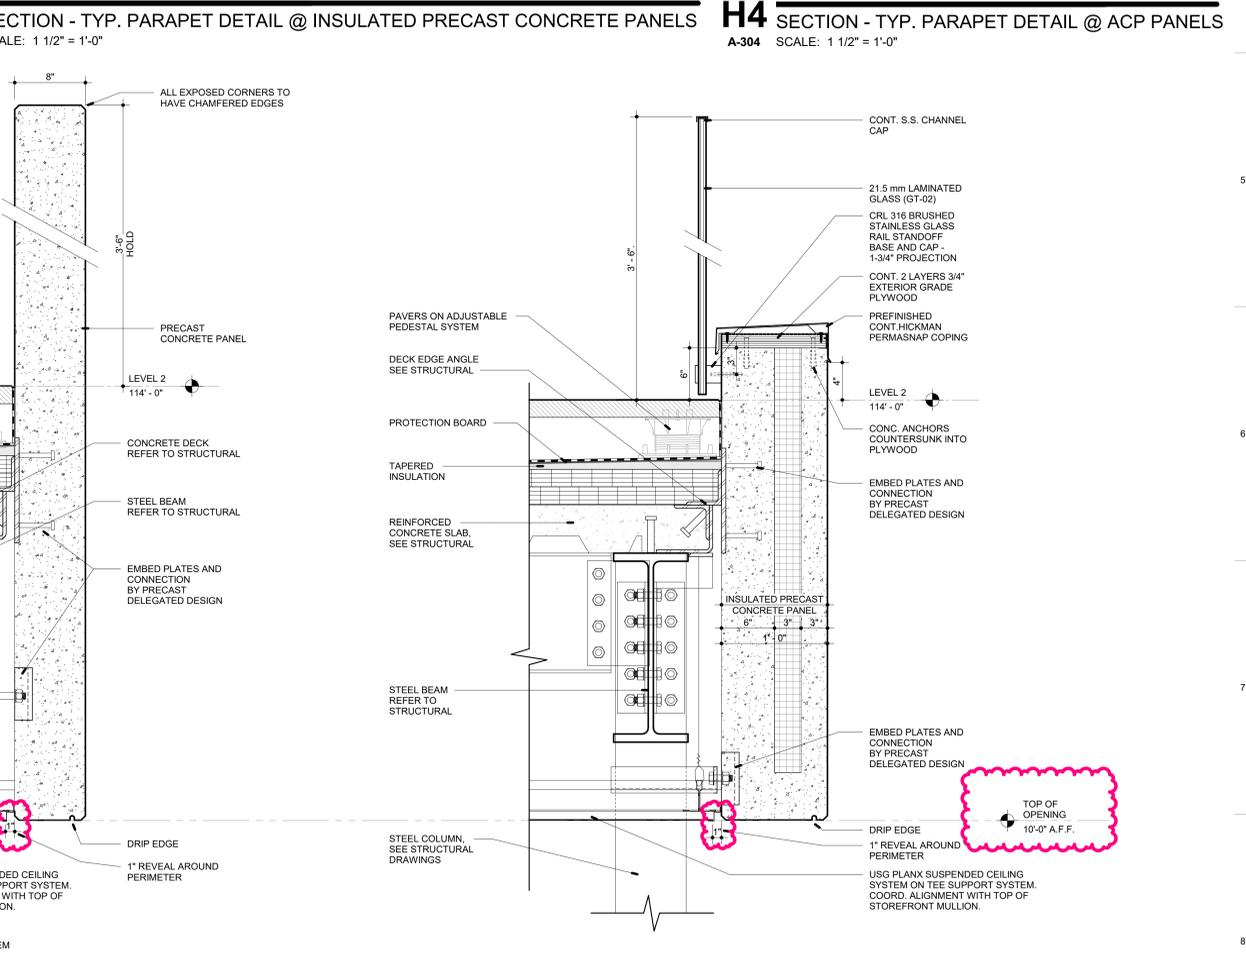 ECTION - TYP. PARAPET DETAIL @ INSULATED PRECAST CONCRETE PANELS
ALE: 1 1/2" = 1'-0"
H4
A-304
SECTION - TYP. PARAPET DETAIL @ ACP PANELS
SCALE: 1 1/2" = 1'-0"
8"
ALL EXPOSED CORNERS TO
HAVE CHAMFERED EDGES
3'-6"
HOLD
PRECAST
CONCRETE PANEL
LEVEL 2
114' - 0"
CONCRETE DECK
REFER TO STRUCTURAL
STEEL BEAM
REFER TO STRUCTURAL
EMBED PLATES AND
CONNECTION
BY PRECAST
DELEGATED DESIGN
1"
DRIP EDGE
1" REVEAL AROUND
PERIMETER
DED CEILING
PPORT SYSTEM.
WITH TOP OF
ON.
EM
3' - 6".
PAVERS ON ADJUSTABLE
PEDESTAL SYSTEM
DECK EDGE ANGLE
SEE STRUCTURAL
PROTECTION BOARD
TAPERED
INSULATION
REINFORCED
CONCRETE SLAB,
SEE STRUCTURAL
STEEL BEAM
REFER TO
STRUCTURAL
STEEL COLUMN,
SEE STRUCTURAL
DRAWINGS
6"
3"
4"
INSULATED PRECAST
CONCRETE PANEL
6"
3"
3"
1' - 0"
1"
CONT. S.S. CHANNEL
CAP
21.5 mm LAMINATED
GLASS (GT-02)
CRL 316 BRUSHED
STAINLESS GLASS
RAIL STANDOFF
BASE AND CAP -
1-3/4" PROJECTION
CONT. 2 LAYERS 3/4"
EXTERIOR GRADE
PLYWOOD
PREFINISHED
CONT.HICKMAN
PERMASNAP COPING
LEVEL 2
114' - 0"
CONC. ANCHORS
COUNTERSUNK INTO
PLYWOOD
EMBED PLATES AND
CONNECTION
BY PRECAST
DELEGATED DESIGN
EMBED PLATES AND
CONNECTION
BY PRECAST
DELEGATED DESIGN
TOP OF
OPENING
10'-0" A.F.F.
DRIP EDGE
1" REVEAL AROUND
PERIMETER
USG PLANX SUSPENDED CEILING
SYSTEM ON TEE SUPPORT SYSTEM.
COORD. ALIGNMENT WITH TOP OF
STOREFRONT MULLION.
5
6
7
8